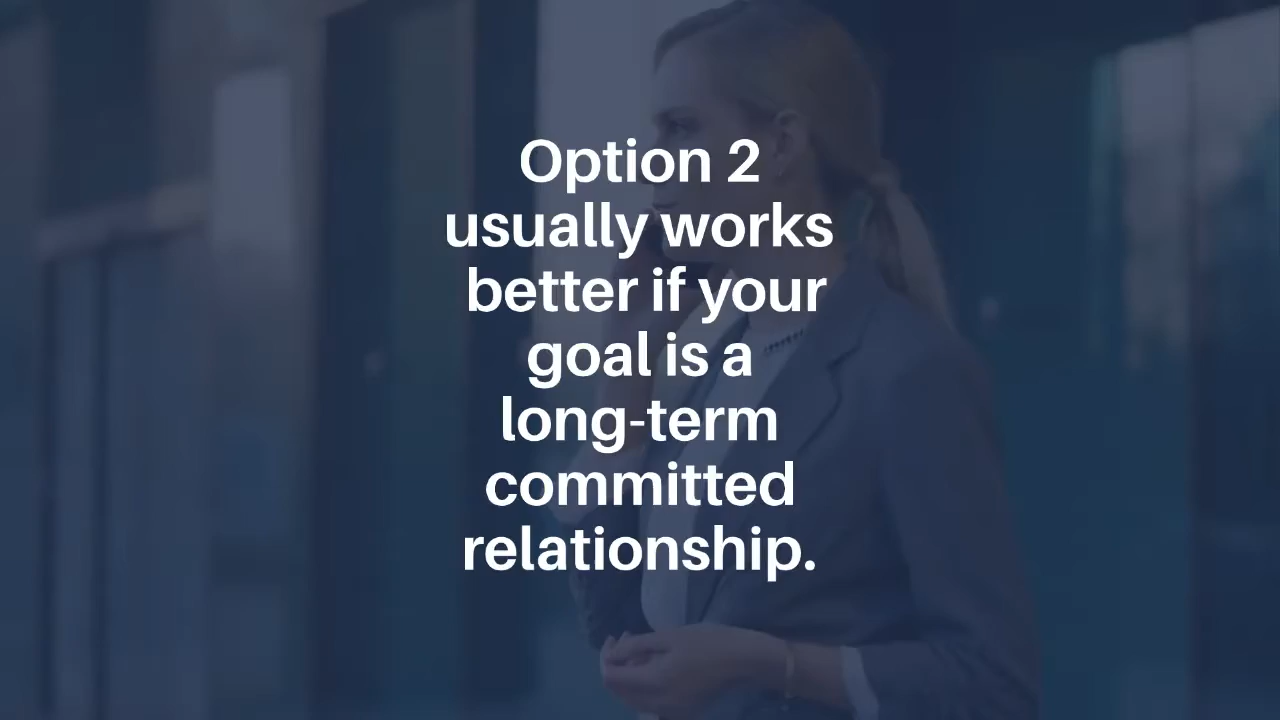 Option 2
usually works
better if your
goal is a
long-term
committed
relationship.